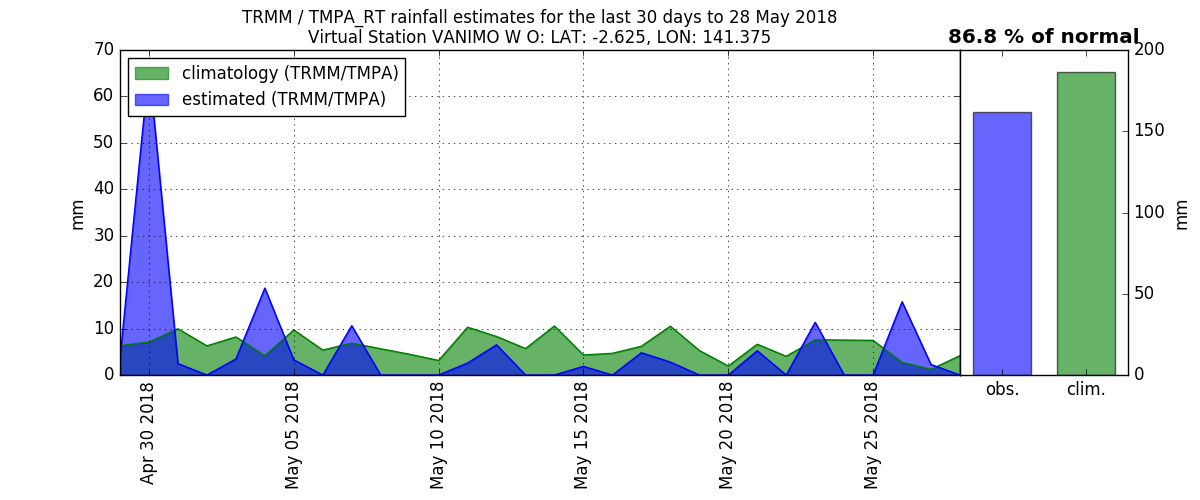 TRMM / TMPA_RT rainfall estimates for the last 30 days to 28 May 2018
Virtual Station VANIMO W O: LAT: -2.625, LON: 141.375
86.8 % of normal
climatology (TRMM/TMPA)
estimated (TRMM/TMPA)
mm
70
60
50
40
30
20
10
0
Apr 30 2018
May 05 2018
May 10 2018
May 15 2018
May 20 2018
May 25 2018
obs.
clim.
200
150
100
50
0
mm